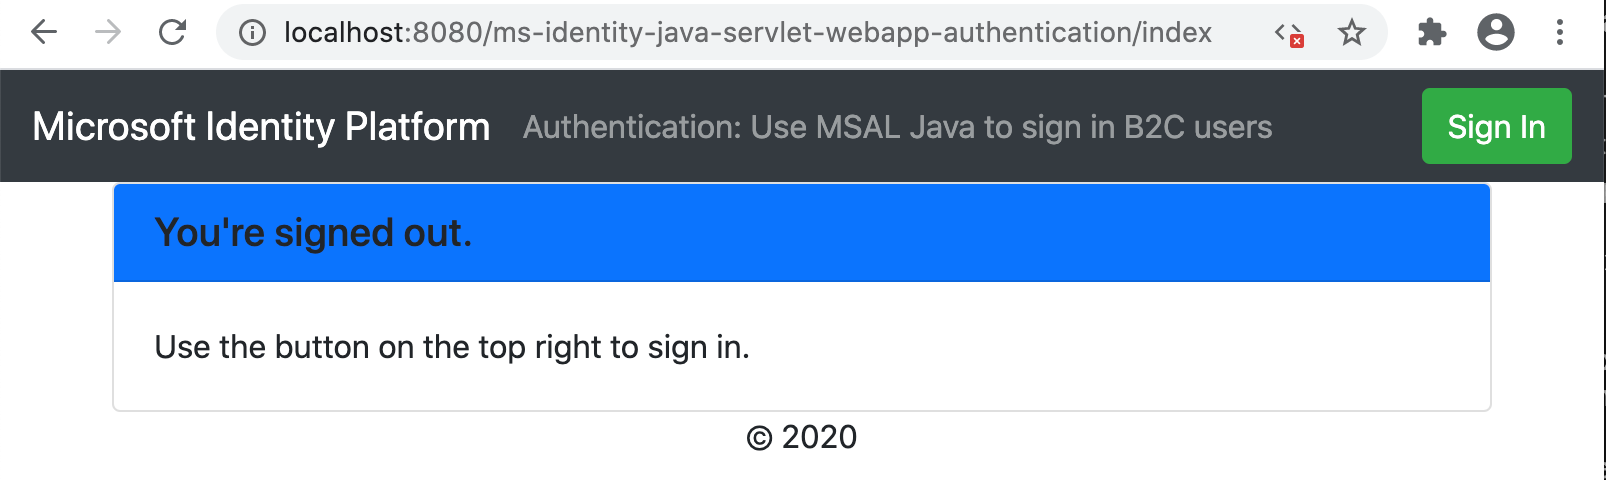 localhost:8080/ms-identity-java-servlet-webapp-authentication/index
Microsoft Identity Platform Authentication: Use MSAL Java to sign in B2C users Sign In
You're signed out.
Use the button on the top right to sign in.
© 2020